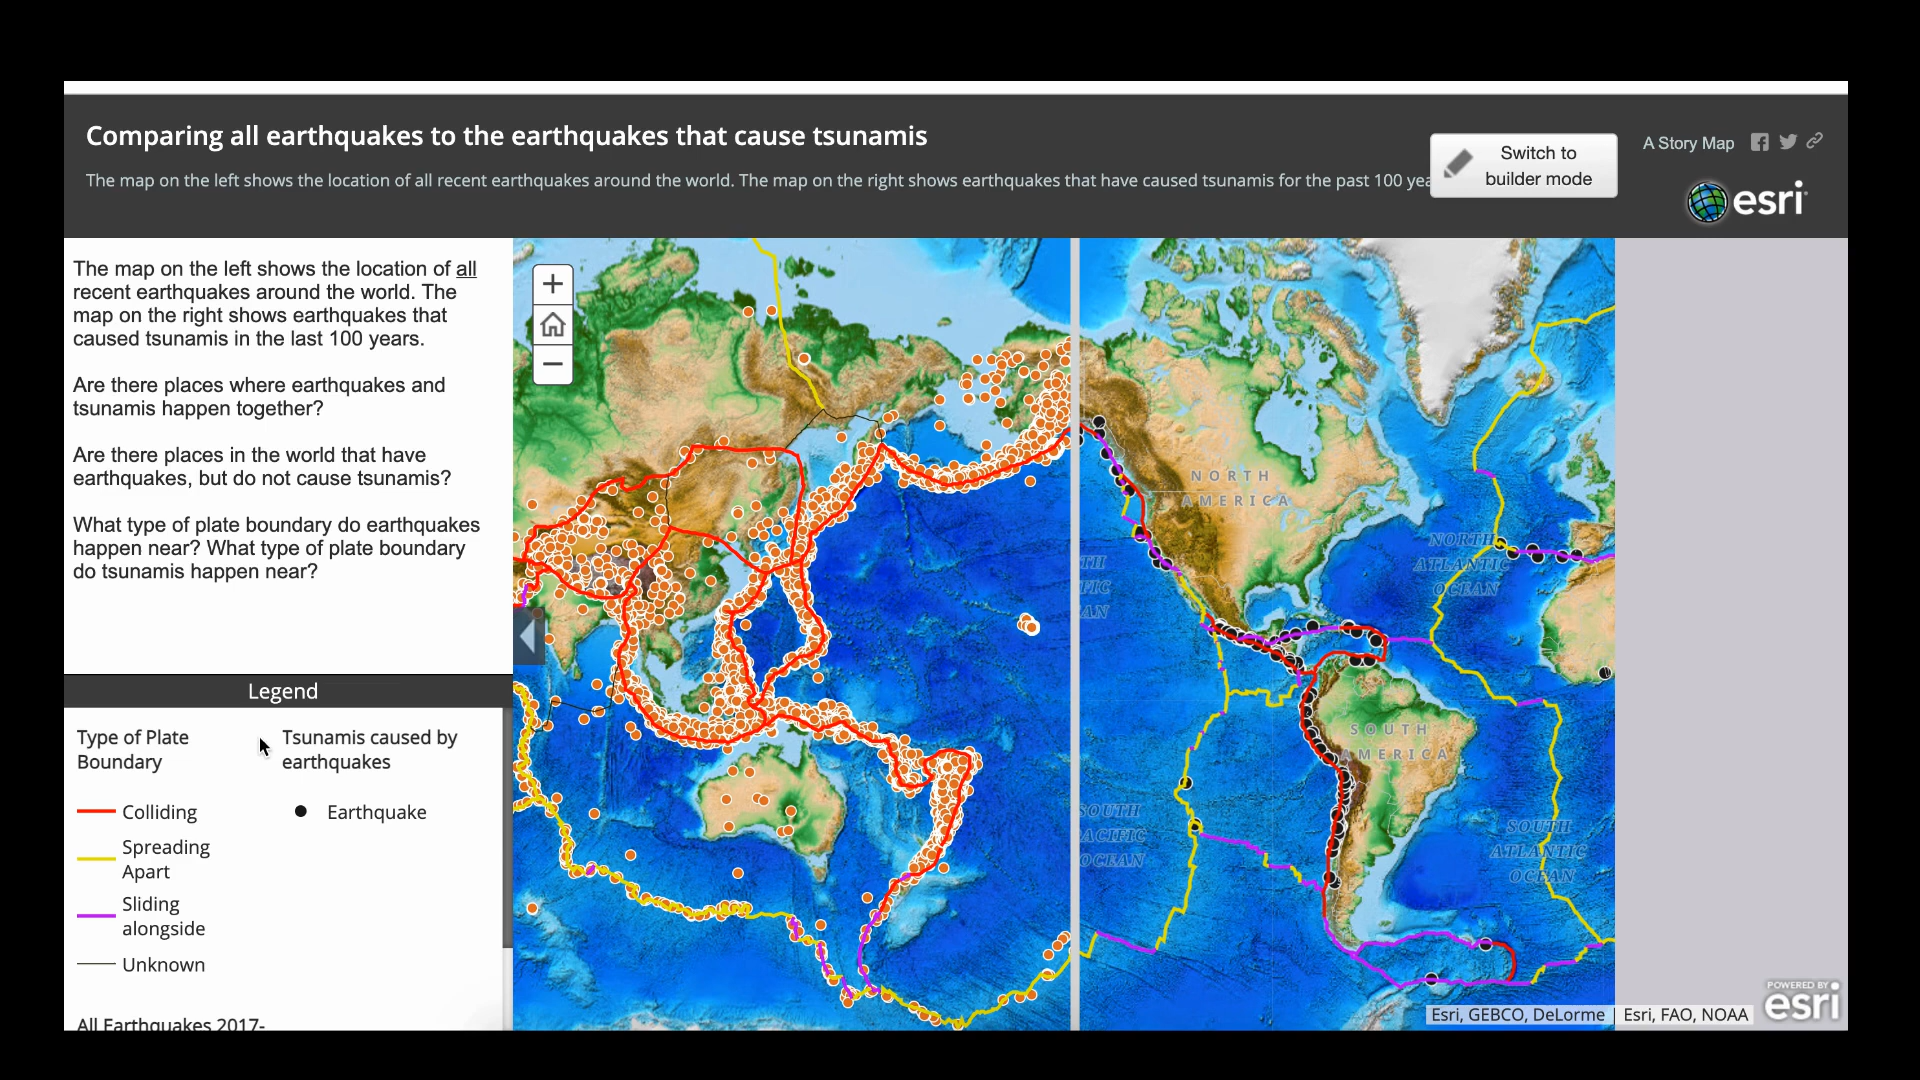 Comparing all earthquakes to the earthquakes that cause tsunamis
The map on the left shows the location of all recent earthquakes around the world. The map on the right shows earthquakes that have caused tsunamis for the past 100 yea
Switch to
builder mode
A Story Map
esri
The map on the left shows the location of all
recent earthquakes around the world. The
map on the right shows earthquakes that
caused tsunamis in the last 100 years.
Are there places where earthquakes and
tsunamis happen together?
Are there places in the world that have
earthquakes, but do not cause tsunami?
What type of plate boundary do earthquakes
happen near? What type of plate boundary
do tsunamis happen near?
Legend
Type of Plate
Boundary
Colliding
Spreading
Apart
Sliding
alongside
Unknown
Tsunamis caused by
earthquakes
Earthquake
All Earthquakes 2017-
NORTH
AMERICA
NORTH
ATLANTIC
OCEAN
TH
FIC
AN
SOUTH
AMERICA
SOUTH
ACIFIC
OCEAN
SOUTH
ATLANTIC
OCEAN
Esri, GEBCO, DeLorme | Esri, FAO, NOAA
POWERED BY
esri